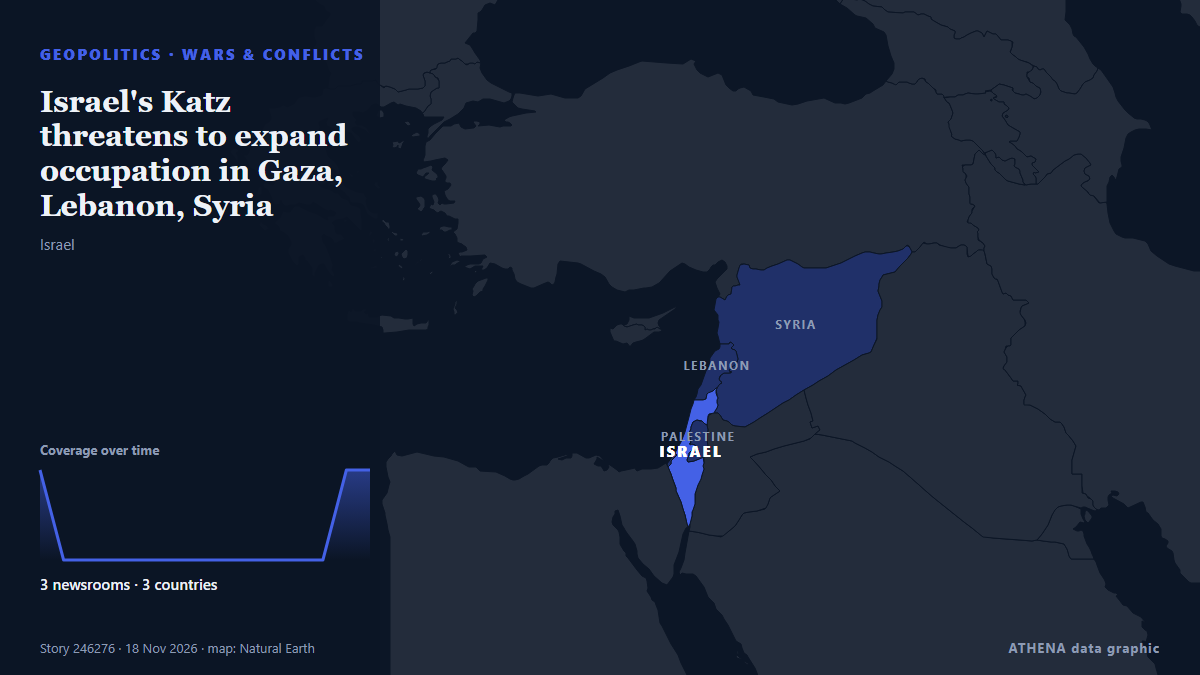 GEOPOLITICS · WARS & CONFLICTS
Israel's Katz
threatens to expand
occupation in Gaza,
Lebanon, Syria
Israel
SYRIA
LEBANON
PALESTINE
ISRAEL
Coverage over time
3 newsrooms · 3 countries
Story 246276 · 18 Nov 2026 · map: Natural Earth
ATHENA data graphic